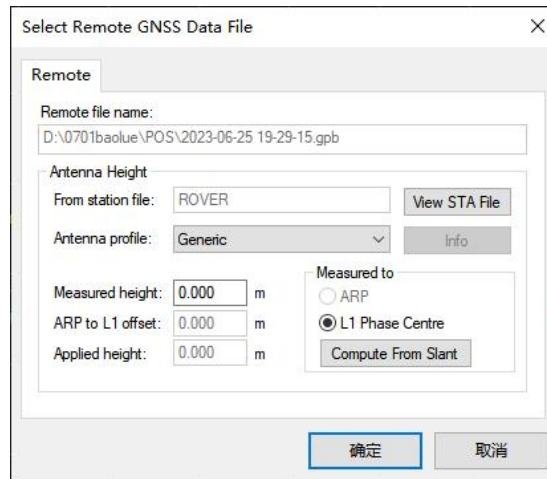 Select Remote GNSS Data File
Remote
Remote file name:
D:\0701baolue\POS\2023-06-25 19-29-15.gpb
Antenna Height
From station file: ROVER View STA File
Antenna profile: Generic Info
Measured to
Measured height: 0.000 m ARP
ARP to L1 offset: 0.000 m L1 Phase Centre
Applied height: 0.000 m Compute From Slant
确定 取消